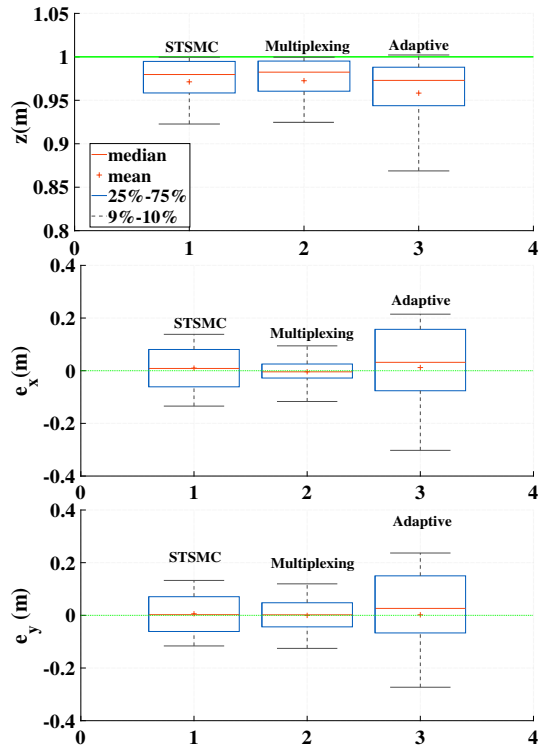 STSMC Multiplexing Adaptive
1
0.95
0.9
0.85
0.8
z(m)
median
mean
25%-75%
9%-10%
0 1 2 3 4
0.4
0.2
0
-0.2
-0.4
e_x(m)
STSMC Multiplexing Adaptive
0 1 2 3 4
0.4
0.2
0
-0.2
-0.4
e_y(m)
STSMC Multiplexing Adaptive
0 1 2 3 4